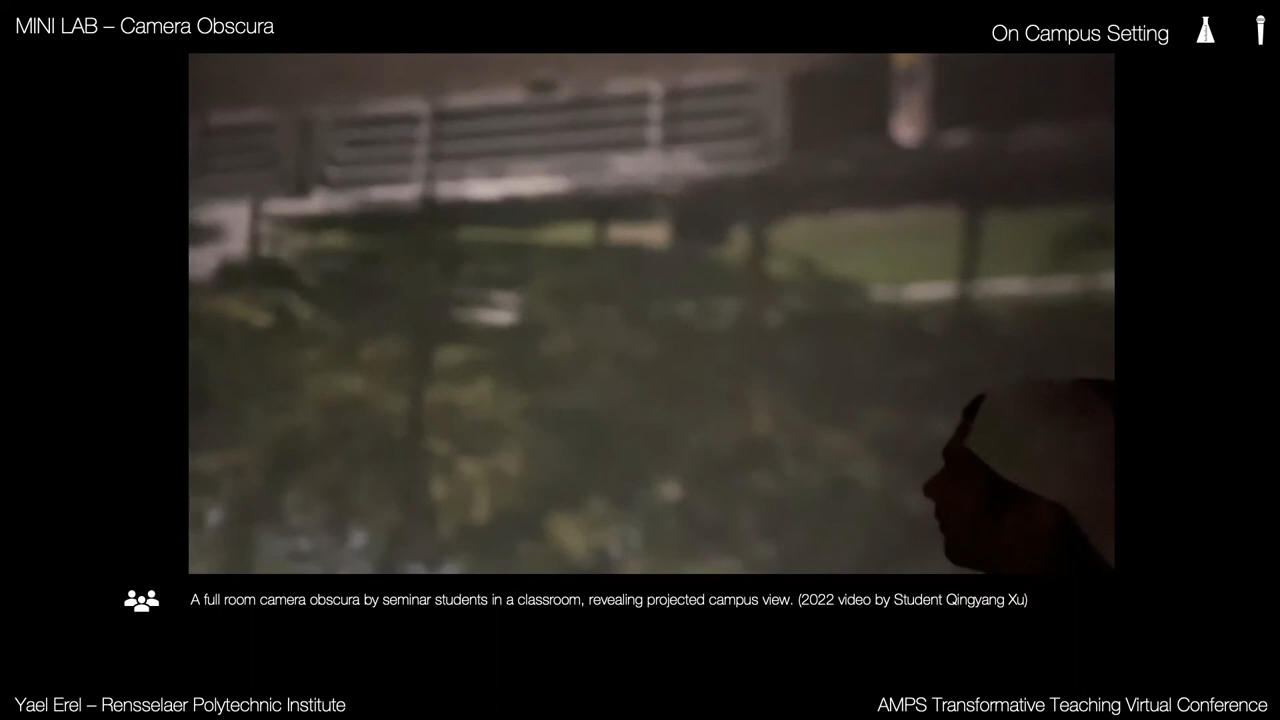 MINI LAB – Camera Obscura
On Campus Setting
A full room camera obscura by seminar students in a classroom, revealing projected campus view. (2022 video by Student Qingyang Xu)
Yael Erel – Rensselaer Polytechnic Institute
AMPS Transformative Teaching Virtual Conference